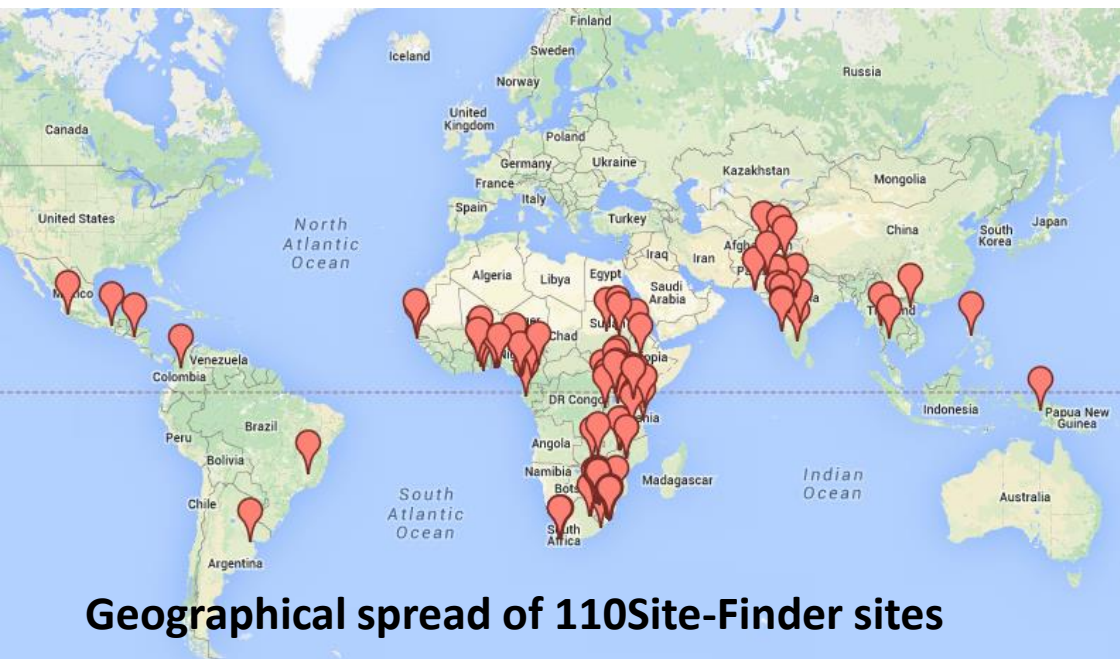 Finland
Iceland
Sweden
Russia
Norway
United
Kingdom
Canada
Poland
Germany
Ukraine
Kazakhstan
Mongolia
France
Italy
Spain
Turkey
United States
North
Atlantic
Ocean
China
South
Korea
Japan
Iraq
Iran
Algeria
Libya
Egypt
Saudi
Arabia
Chad
Venezuela
Colombia
DR Congo
Indonesia
Papua New
Guinea
Peru
Brazil
Angola
Bolivia
Namibia
Madagascar
Indian
Ocean
Chile
South
Atlantic
Ocean
Australia
South
Africa
Argentina
Geographical spread of 110Site-Finder sites